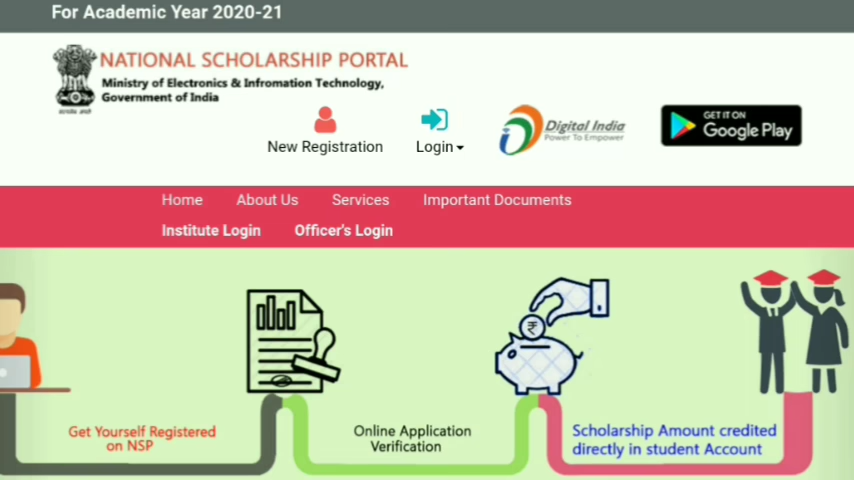 For Academic Year 2020-21
NATIONAL SCHOLARSHIP PORTAL
Ministry of Electronics & Infromation Technology,
Government of India
New Registration
Login
Digital India
Power To Empower
GET IT ON
Google Play
Home About Us Services Important Documents
Institute Login Officer's Login
₹
Get Yourself Registered
on NSP
Online Application
Verification
Scholarship Amount credited
directly in student Account